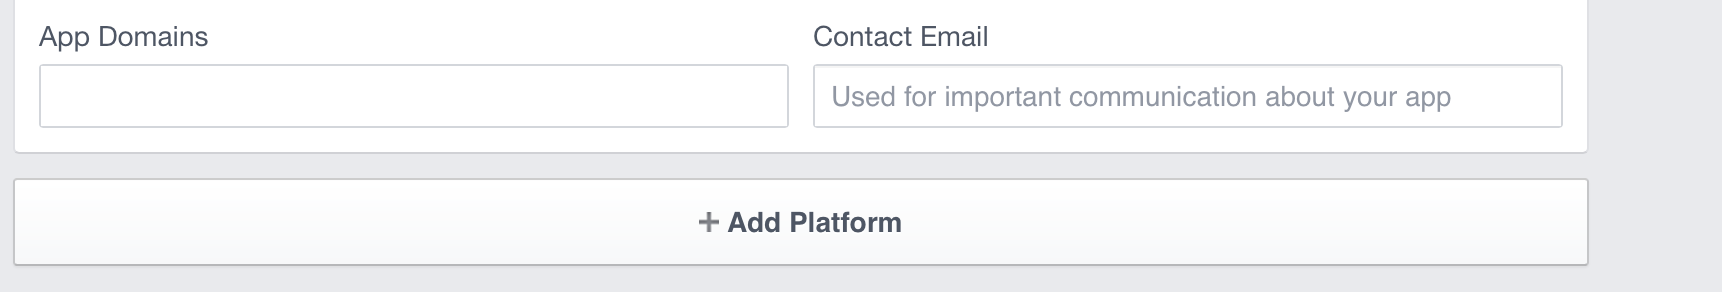 App Domains
Contact Email
Used for important communication about your app
+ Add Platform